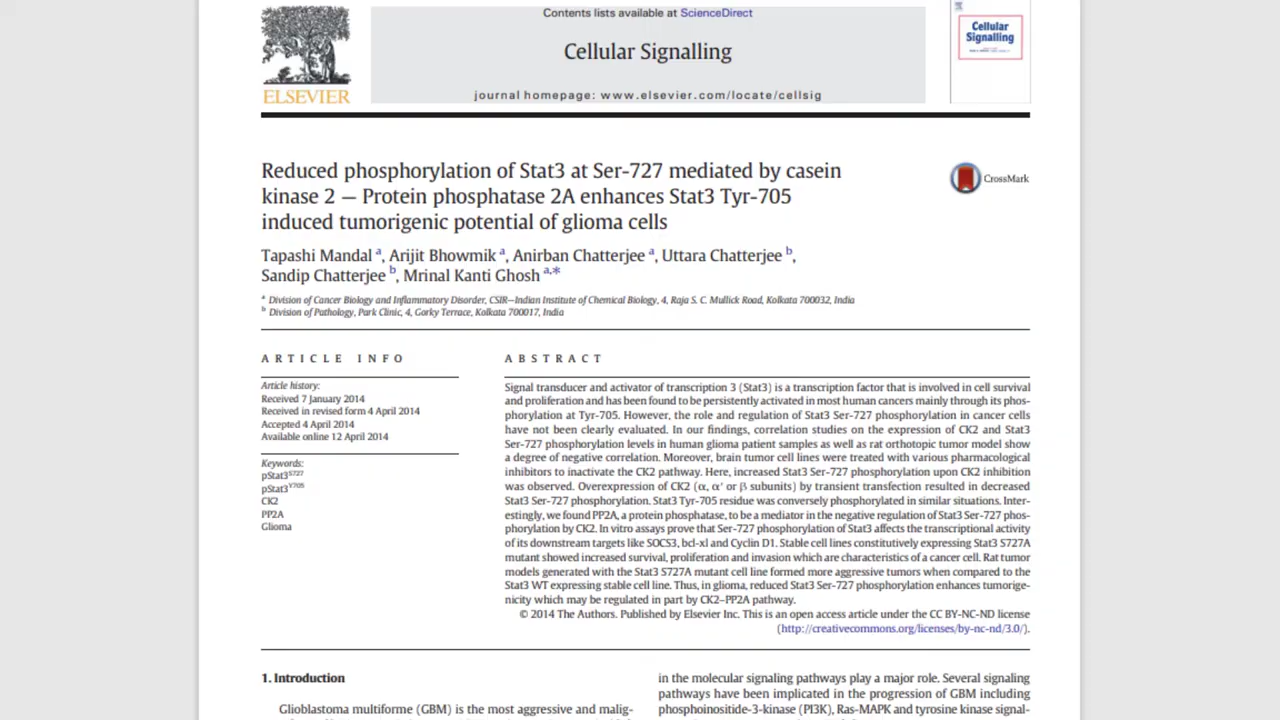 Contents lists available at ScienceDirect
Cellular Signalling
journal homepage: www.elsevier.com/locate/cellsig
ELSEVIER
Cellular
Signalling
Reduced phosphorylation of Stat3 at Ser-727 mediated by casein
kinase 2 — Protein phosphatase 2A enhances Stat3 Tyr-705
induced tumorigenic potential of glioma cells
CrossMark
Tapashi Mandal a, Arijit Bhowmik a, Anirban Chatterjee a, Uttara Chatterjee b,
Sandip Chatterjee b, Mrinal Kanti Ghosh a,*
a Division of Cancer Biology and Inflammatory Disorder, CSIR—Indian Institute of Chemical Biology, 4, Raja S. C. Mullick Road, Kolkata 700032, India
b Division of Pathology, Park Clinic, 4, Gorky Terrace, Kolkata 700017, India
ARTICLE INFO
Article history:
Received 7 January 2014
Received in revised form 4 April 2014
Accepted 4 April 2014
Available online 12 April 2014
Keywords:
pStat3S727
pStat3Y705
CK2
PP2A
Glioma
ABSTRACT
Signal transducer and activator of transcription 3 (Stat3) is a transcription factor that is involved in cell survival
and proliferation and has been found to be persistently activated in most human cancers mainly through its phos-
phorylation at Tyr-705. However, the role and regulation of Stat3 Ser-727 phosphorylation in cancer cells
have not been clearly evaluated. In our findings, correlation studies on the expression of CK2 and Stat3
Ser-727 phosphorylation levels in human glioma patient samples as well as rat orthotopic tumor model show
a degree of negative correlation. Moreover, brain tumor cell lines were treated with various pharmacological
inhibitors to inactivate the CK2 pathway. Here, increased Stat3 Ser-727 phosphorylation upon CK2 inhibition
was observed. Overexpression of CK2 (α, α′ or β subunits) by transient transfection resulted in decreased
Stat3 Ser-727 phosphorylation. Stat3 Tyr-705 residue was conversely phosphorylated in similar situations. Inter-
estingly, we found PP2A, a protein phosphatase, to be a mediator in the negative regulation of Stat3 Ser-727 phos-
phorylation by CK2. In vitro assays prove that Ser-727 phosphorylation of Stat3 affects the transcriptional activity
of its downstream targets like SOCS3, bcl-xl and Cyclin D1. Stable cell lines constitutively expressing Stat3 S727A
mutant showed increased survival, proliferation and invasion which are characteristics of a cancer cell. Rat tumor
models generated with the Stat3 S727A mutant cell line formed more aggressive tumors when compared to the
Stat3 WT expressing stable cell line. Thus, in glioma, reduced Stat3 Ser-727 phosphorylation enhances tumorige-
nicity which may be regulated in part by CK2–PP2A pathway.
© 2014 The Authors. Published by Elsevier Inc. This is an open access article under the CC BY-NC-ND license
(http://creativecommons.org/licenses/by-nc-nd/3.0/).
1. Introduction
Glioblastoma multiforme (GBM) is the most aggressive and malig-
in the molecular signaling pathways play a major role. Several signaling
pathways have been implicated in the progression of GBM including
phosphoinositide-3-kinase (PI3K), Ras-MAPK and tyrosine kinase signal-